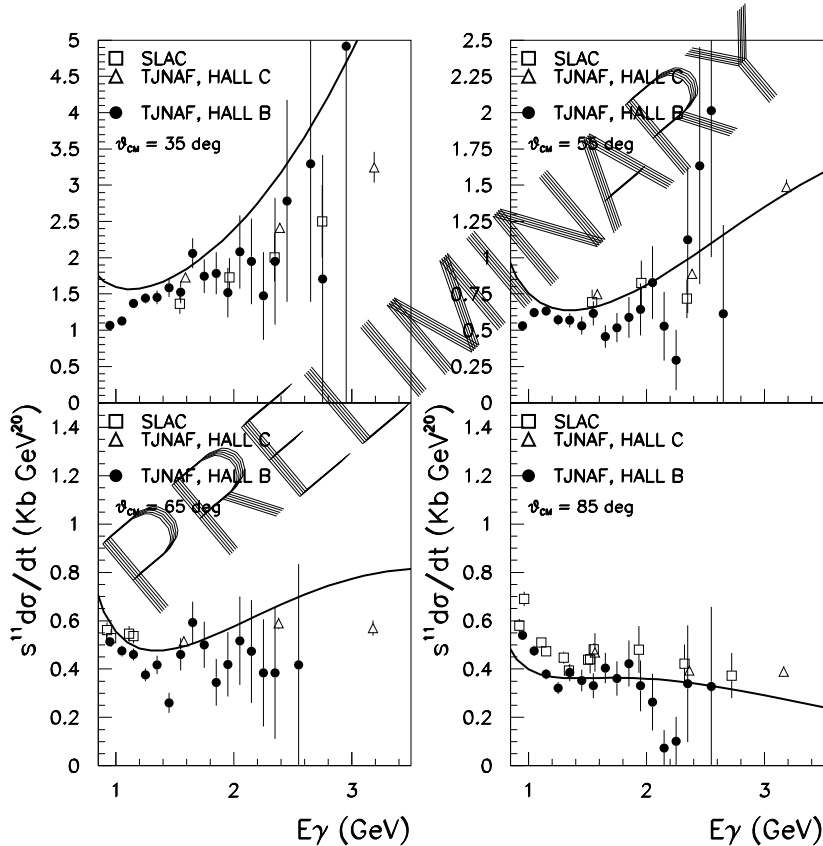 5
4.5
4
3.5
3
2.5
2
1.5
1
0.5
0
SLAC
TJNAF, HALL C
TJNAF, HALL B
ϑCM = 35 deg
2.5
2.25
2
1.75
1.5
1.25
1
0.75
0.5
0.25
0
SLAC
TJNAF, HALL C
TJNAF, HALL B
ϑCM = 55 deg
PRELIMINARY
s¹¹dσ/dt (Kb GeV²⁰)
1.4
1.2
1
0.8
0.6
0.4
0.2
0
SLAC
TJNAF, HALL C
TJNAF, HALL B
ϑCM = 65 deg
1 2 3
Eγ (GeV)
s¹¹dσ/dt (Kb GeV²⁰)
1.4
1.2
1
0.8
0.6
0.4
0.2
0
SLAC
TJNAF, HALL C
TJNAF, HALL B
ϑCM = 85 deg
1 2 3
Eγ (GeV)